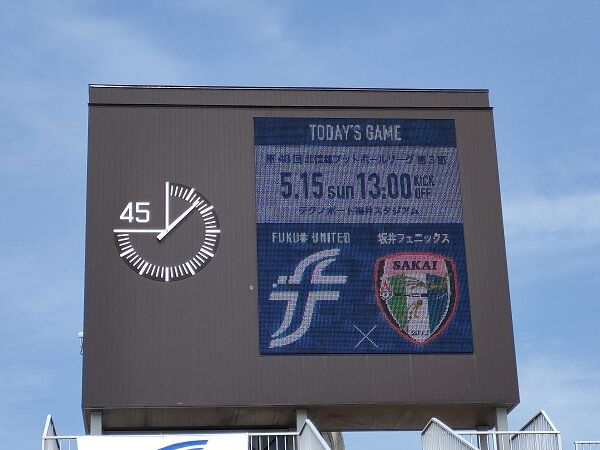 45
TODAY'S GAME
第48回北信越フットボールリーグ 第3節
5.15 SUN 13:00 KICK OFF
テクノポート福井スタジアム
FUKUI UNITED
坂井フェニックス
SAKAI